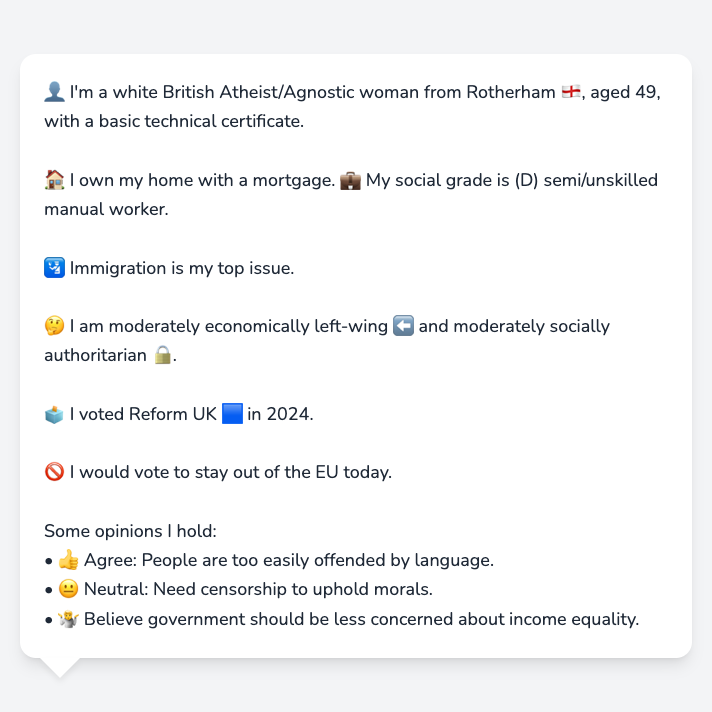 👤 I'm a white British Atheist/Agnostic woman from Rotherham 🏴󠁧󠁢󠁥󠁮󠁧󠁿, aged 49,
with a basic technical certificate.
🏠 I own my home with a mortgage. 💼 My social grade is (D) semi/unskilled
manual worker.
🛂 Immigration is my top issue.
🤔 I am moderately economically left-wing ⬅️ and moderately socially
authoritarian 🔒.
🗳️ I voted Reform UK 🟦 in 2024.
🚫 I would vote to stay out of the EU today.
Some opinions I hold:
• 👍 Agree: People are too easily offended by language.
• 😐 Neutral: Need censorship to uphold morals.
• 🤷 Believe government should be less concerned about income equality.